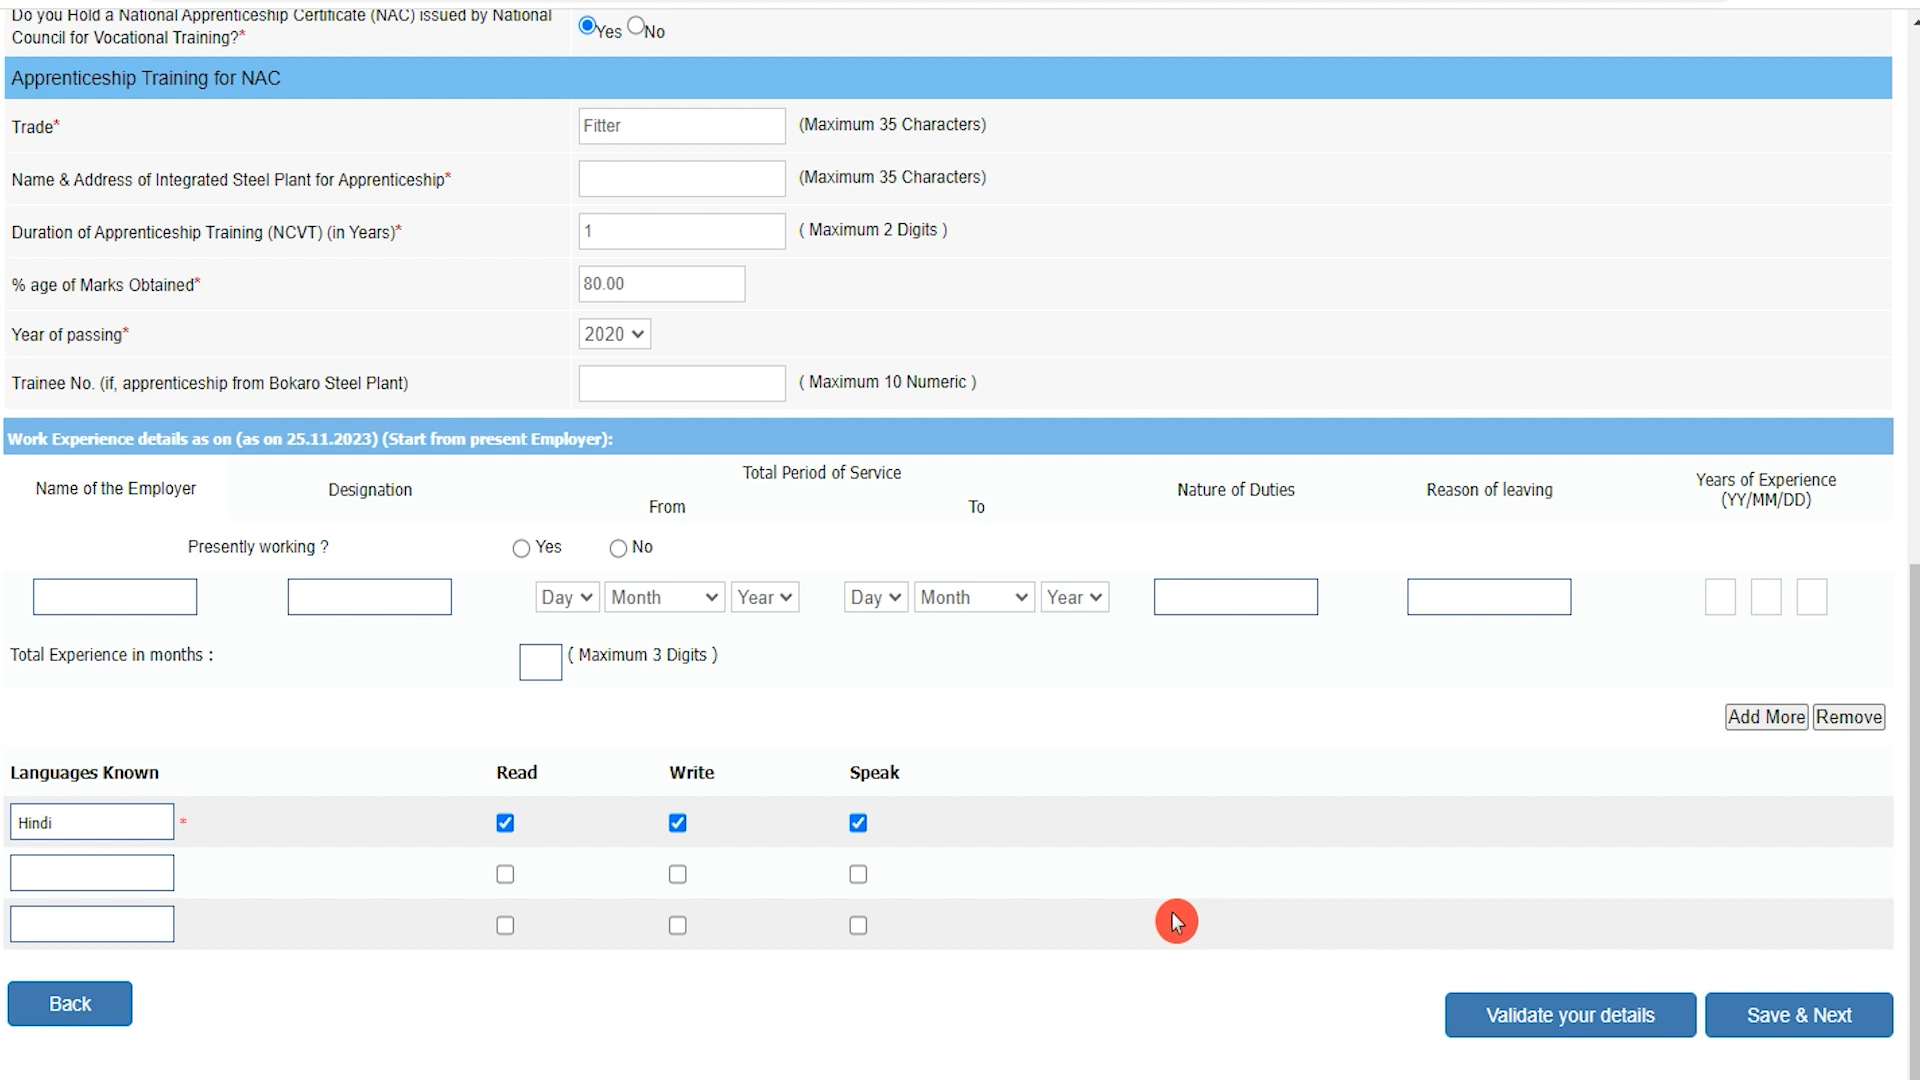 Do you Hold a National Apprenticeship Certificate (NAC) issued by National
Council for Vocational Training?*
Yes No
Apprenticeship Training for NAC
Trade* Fitter (Maximum 35 Characters)
Name & Address of Integrated Steel Plant for Apprenticeship* (Maximum 35 Characters)
Duration of Apprenticeship Training (NCVT) (in Years)* 1 ( Maximum 2 Digits )
% age of Marks Obtained* 80.00
Year of passing* 2020
Trainee No. (if, apprenticeship from Bokaro Steel Plant) ( Maximum 10 Numeric )
Work Experience details as on (as on 25.11.2023) (Start from present Employer):
Name of the Employer Designation Total Period of Service Nature of Duties Reason of leaving Years of Experience
(YY/MM/DD)
From To
Presently working ? Yes No
Day Month Year Day Month Year
Total Experience in months : ( Maximum 3 Digits )
Add More Remove
Languages Known Read Write Speak
Hindi *
Back Validate your details Save & Next